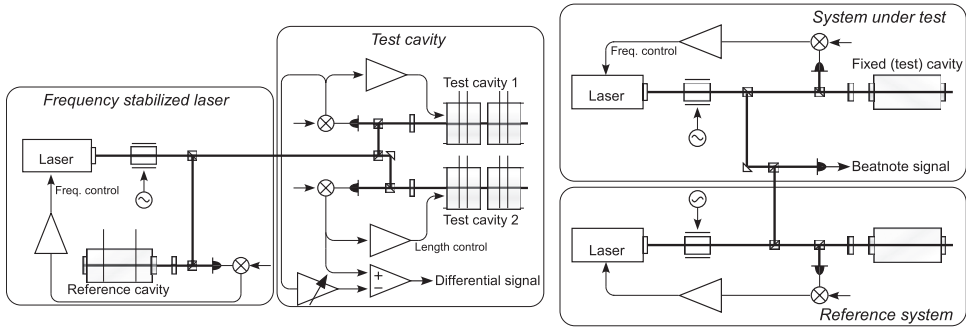 Frequency stabilized laser
Laser
Freq. control
Reference cavity
Test cavity
Test cavity 1
Test cavity 2
Length control
+
−
Differential signal
System under test
Freq. control
Fixed (test) cavity
Laser
Beatnote signal
Laser
Reference system